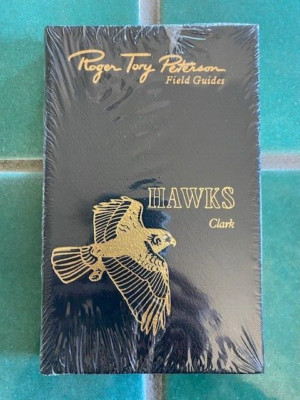 Roger Tory Peterson
Field Guides
HAWKS
Clark